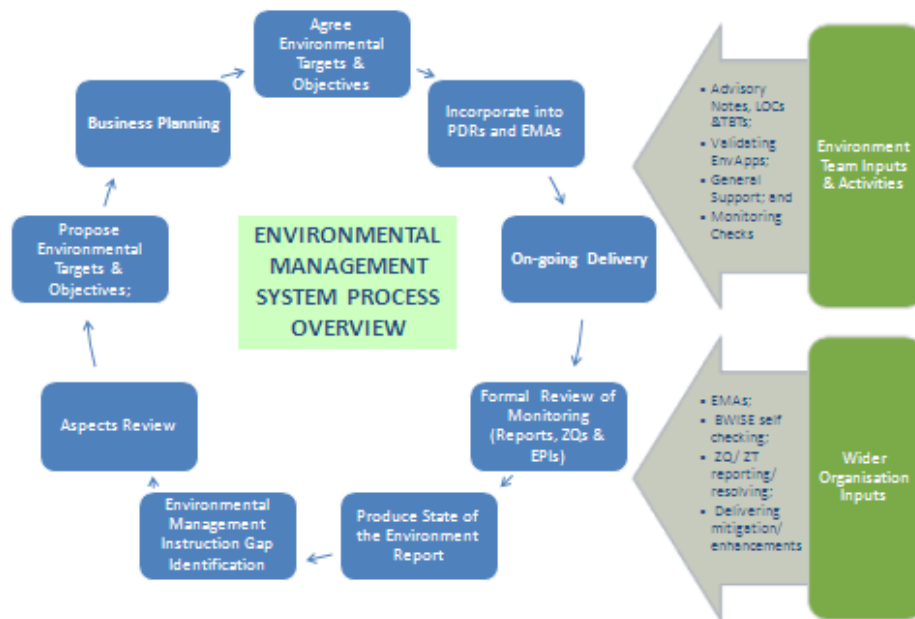 Agree
Environmental
Targets &
Objectives
Business Planning
Incorporate into
PDRs and EMAs
Propose
Environmental
Targets &
Objectives;
ENVIRONMENTAL
MANAGEMENT
SYSTEM PROCESS
OVERVIEW
On-going Delivery
Aspects Review
Formal Review of
Monitoring
(Reports, ZQs &
EPIs)
Environmental
Management
Instruction Gap
Identification
Produce State of
the Environment
Report
▪ Advisory
Notes, LOCs
&TBTs;
▪ Validating
EnvApps;
▪ General
Support; and
▪ Monitoring
Checks
Environment
Team Inputs
& Activities
▪ EMAs;
▪ BWISE self
checking;
▪ ZQ/ ZT
reporting/
resolving;
▪ Delivering
mitigation/
enhancements
Wider
Organisation
Inputs